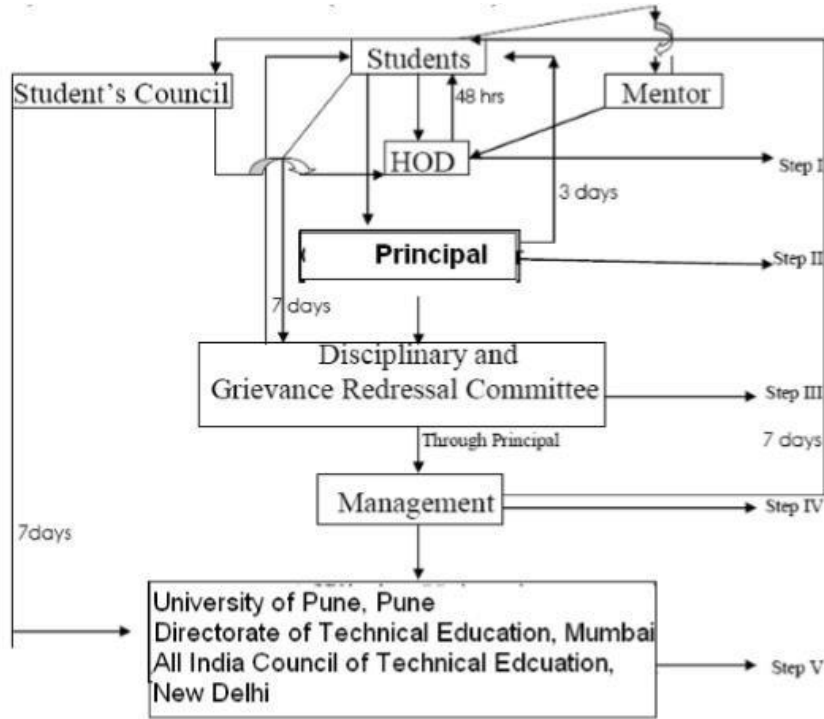 Students
Student's Council
48 hrs
Mentor
HOD
Step I
3 days
Principal
Step II
7 days
Disciplinary and
Grievance Redressal Committee
Step III
Through Principal
7 days
Management
Step IV
7days
University of Pune, Pune
Directorate of Technical Education, Mumbai
All India Council of Technical Edcuation,
New Delhi
Step V